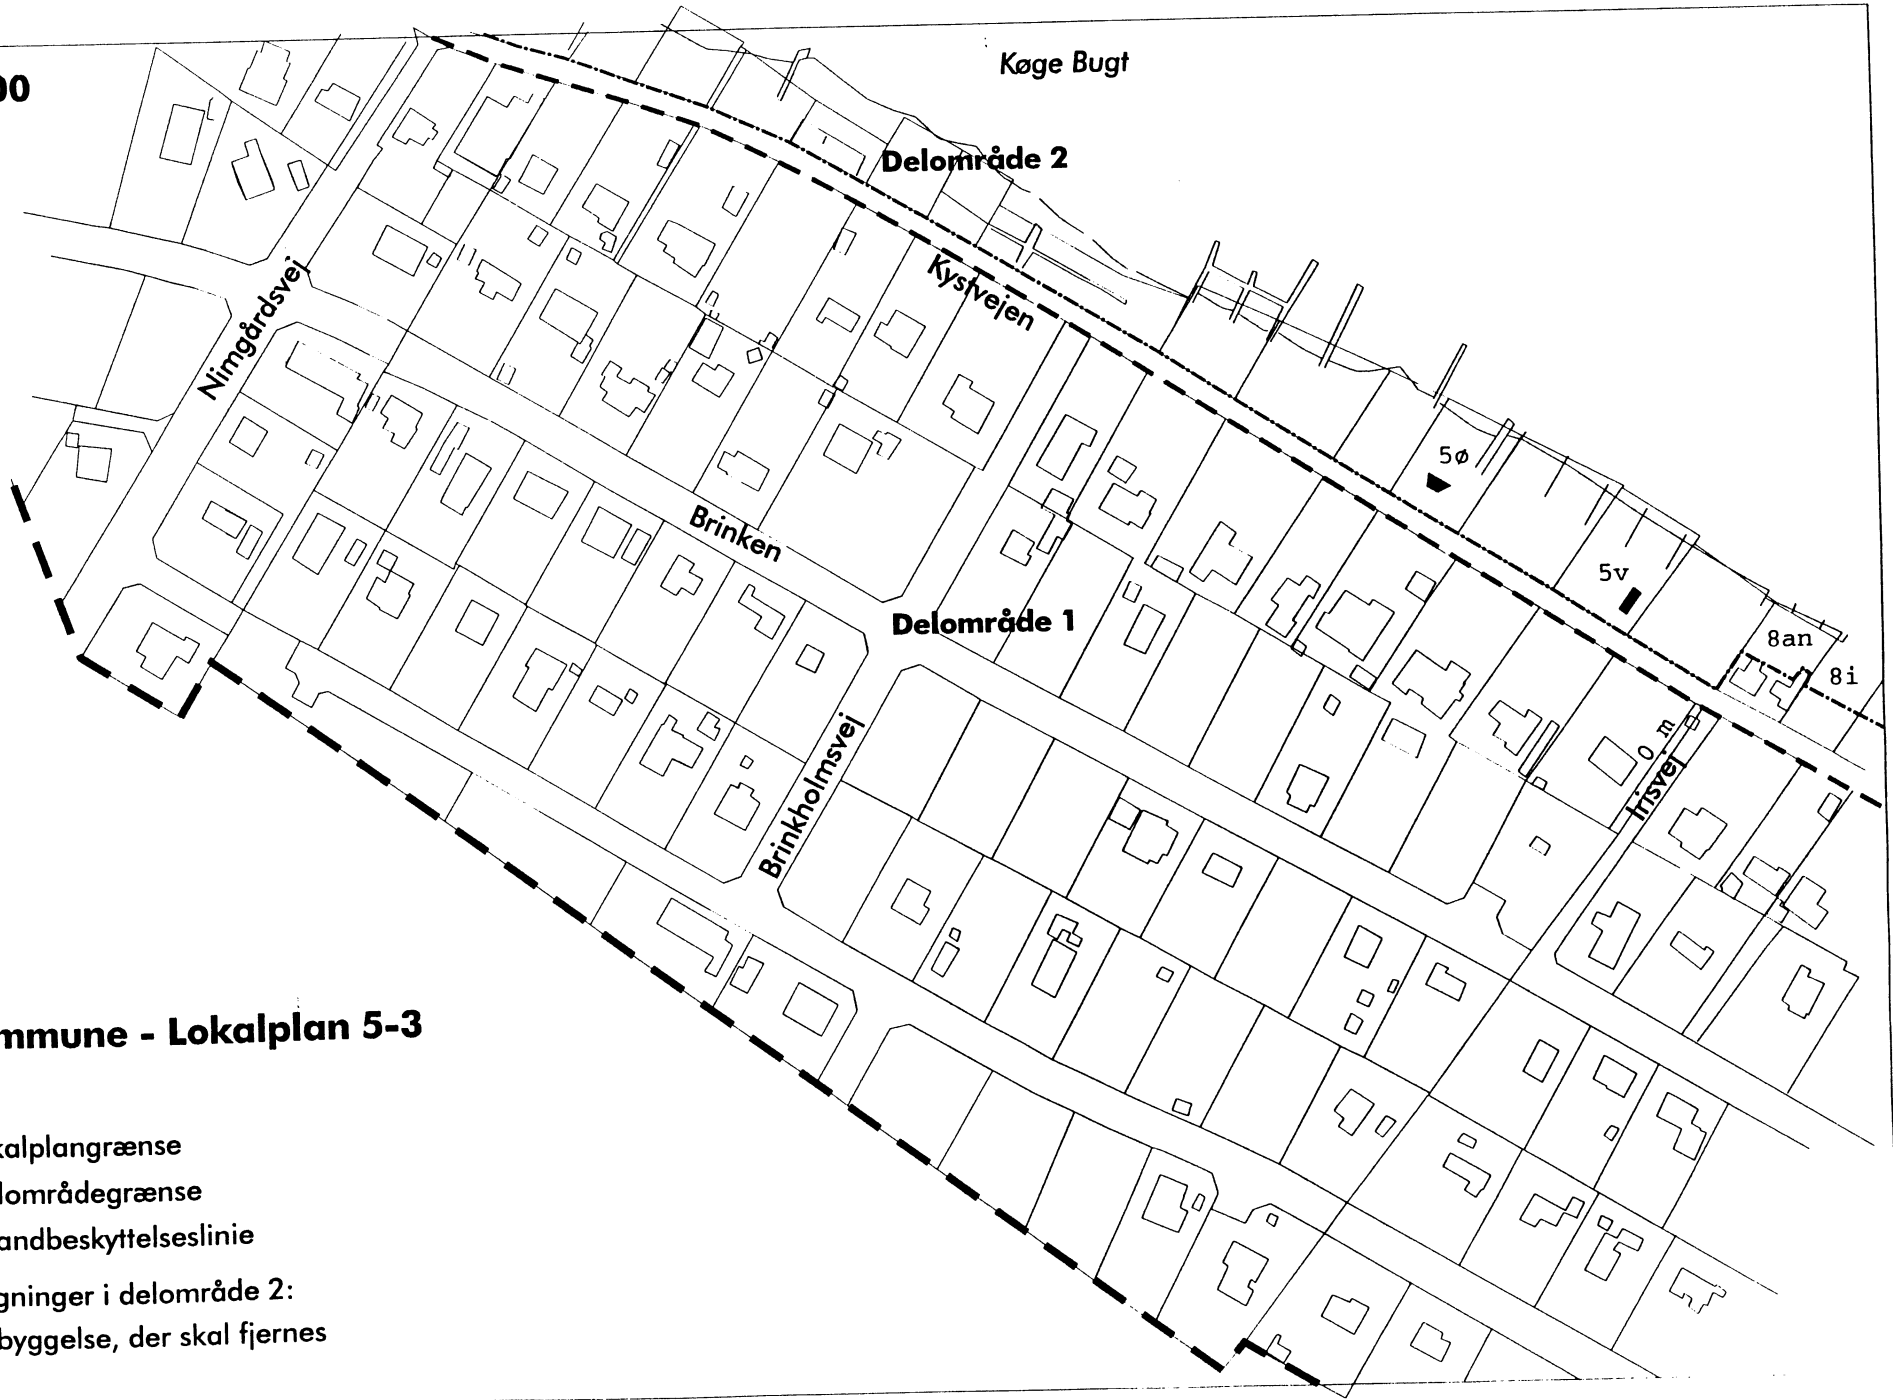 00
Køge Bugt
Delområde 2
Kystvejen
Nimgårdsvej
5ø
Brinken
5v
Delområde 1
8an
8i
0 m
Irisvej
Brinkholmsvej
mmune - Lokalplan 5-3
kalplangrænse
lområdegrænse
andbeskyttelseslinie
gninger i delområde 2:
byggelse, der skal fjernes